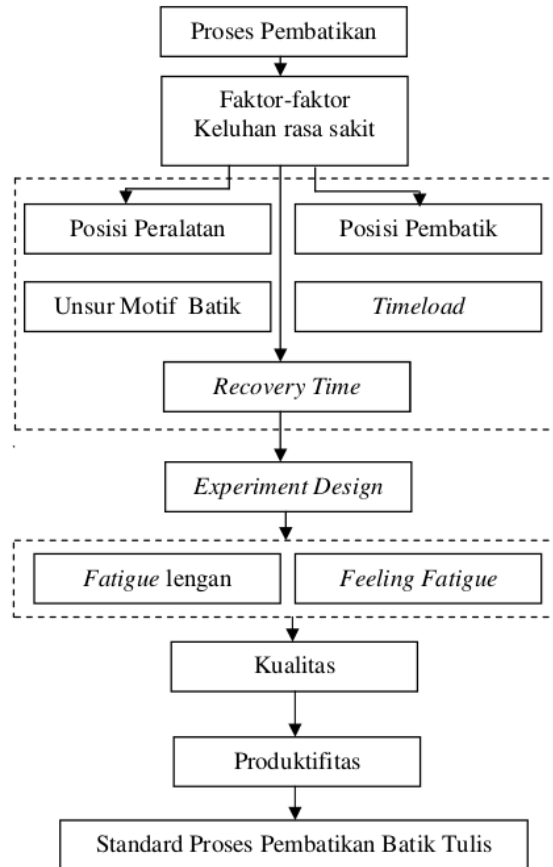 Proses Pembatikan
Faktor-faktor
Keluhan rasa sakit
Posisi Peralatan
Posisi Pembatik
Unsur Motif Batik
Timeload
Recovery Time
Experiment Design
Fatigue lengan
Feeling Fatigue
Kualitas
Produktifitas
Standard Proses Pembatikan Batik Tulis